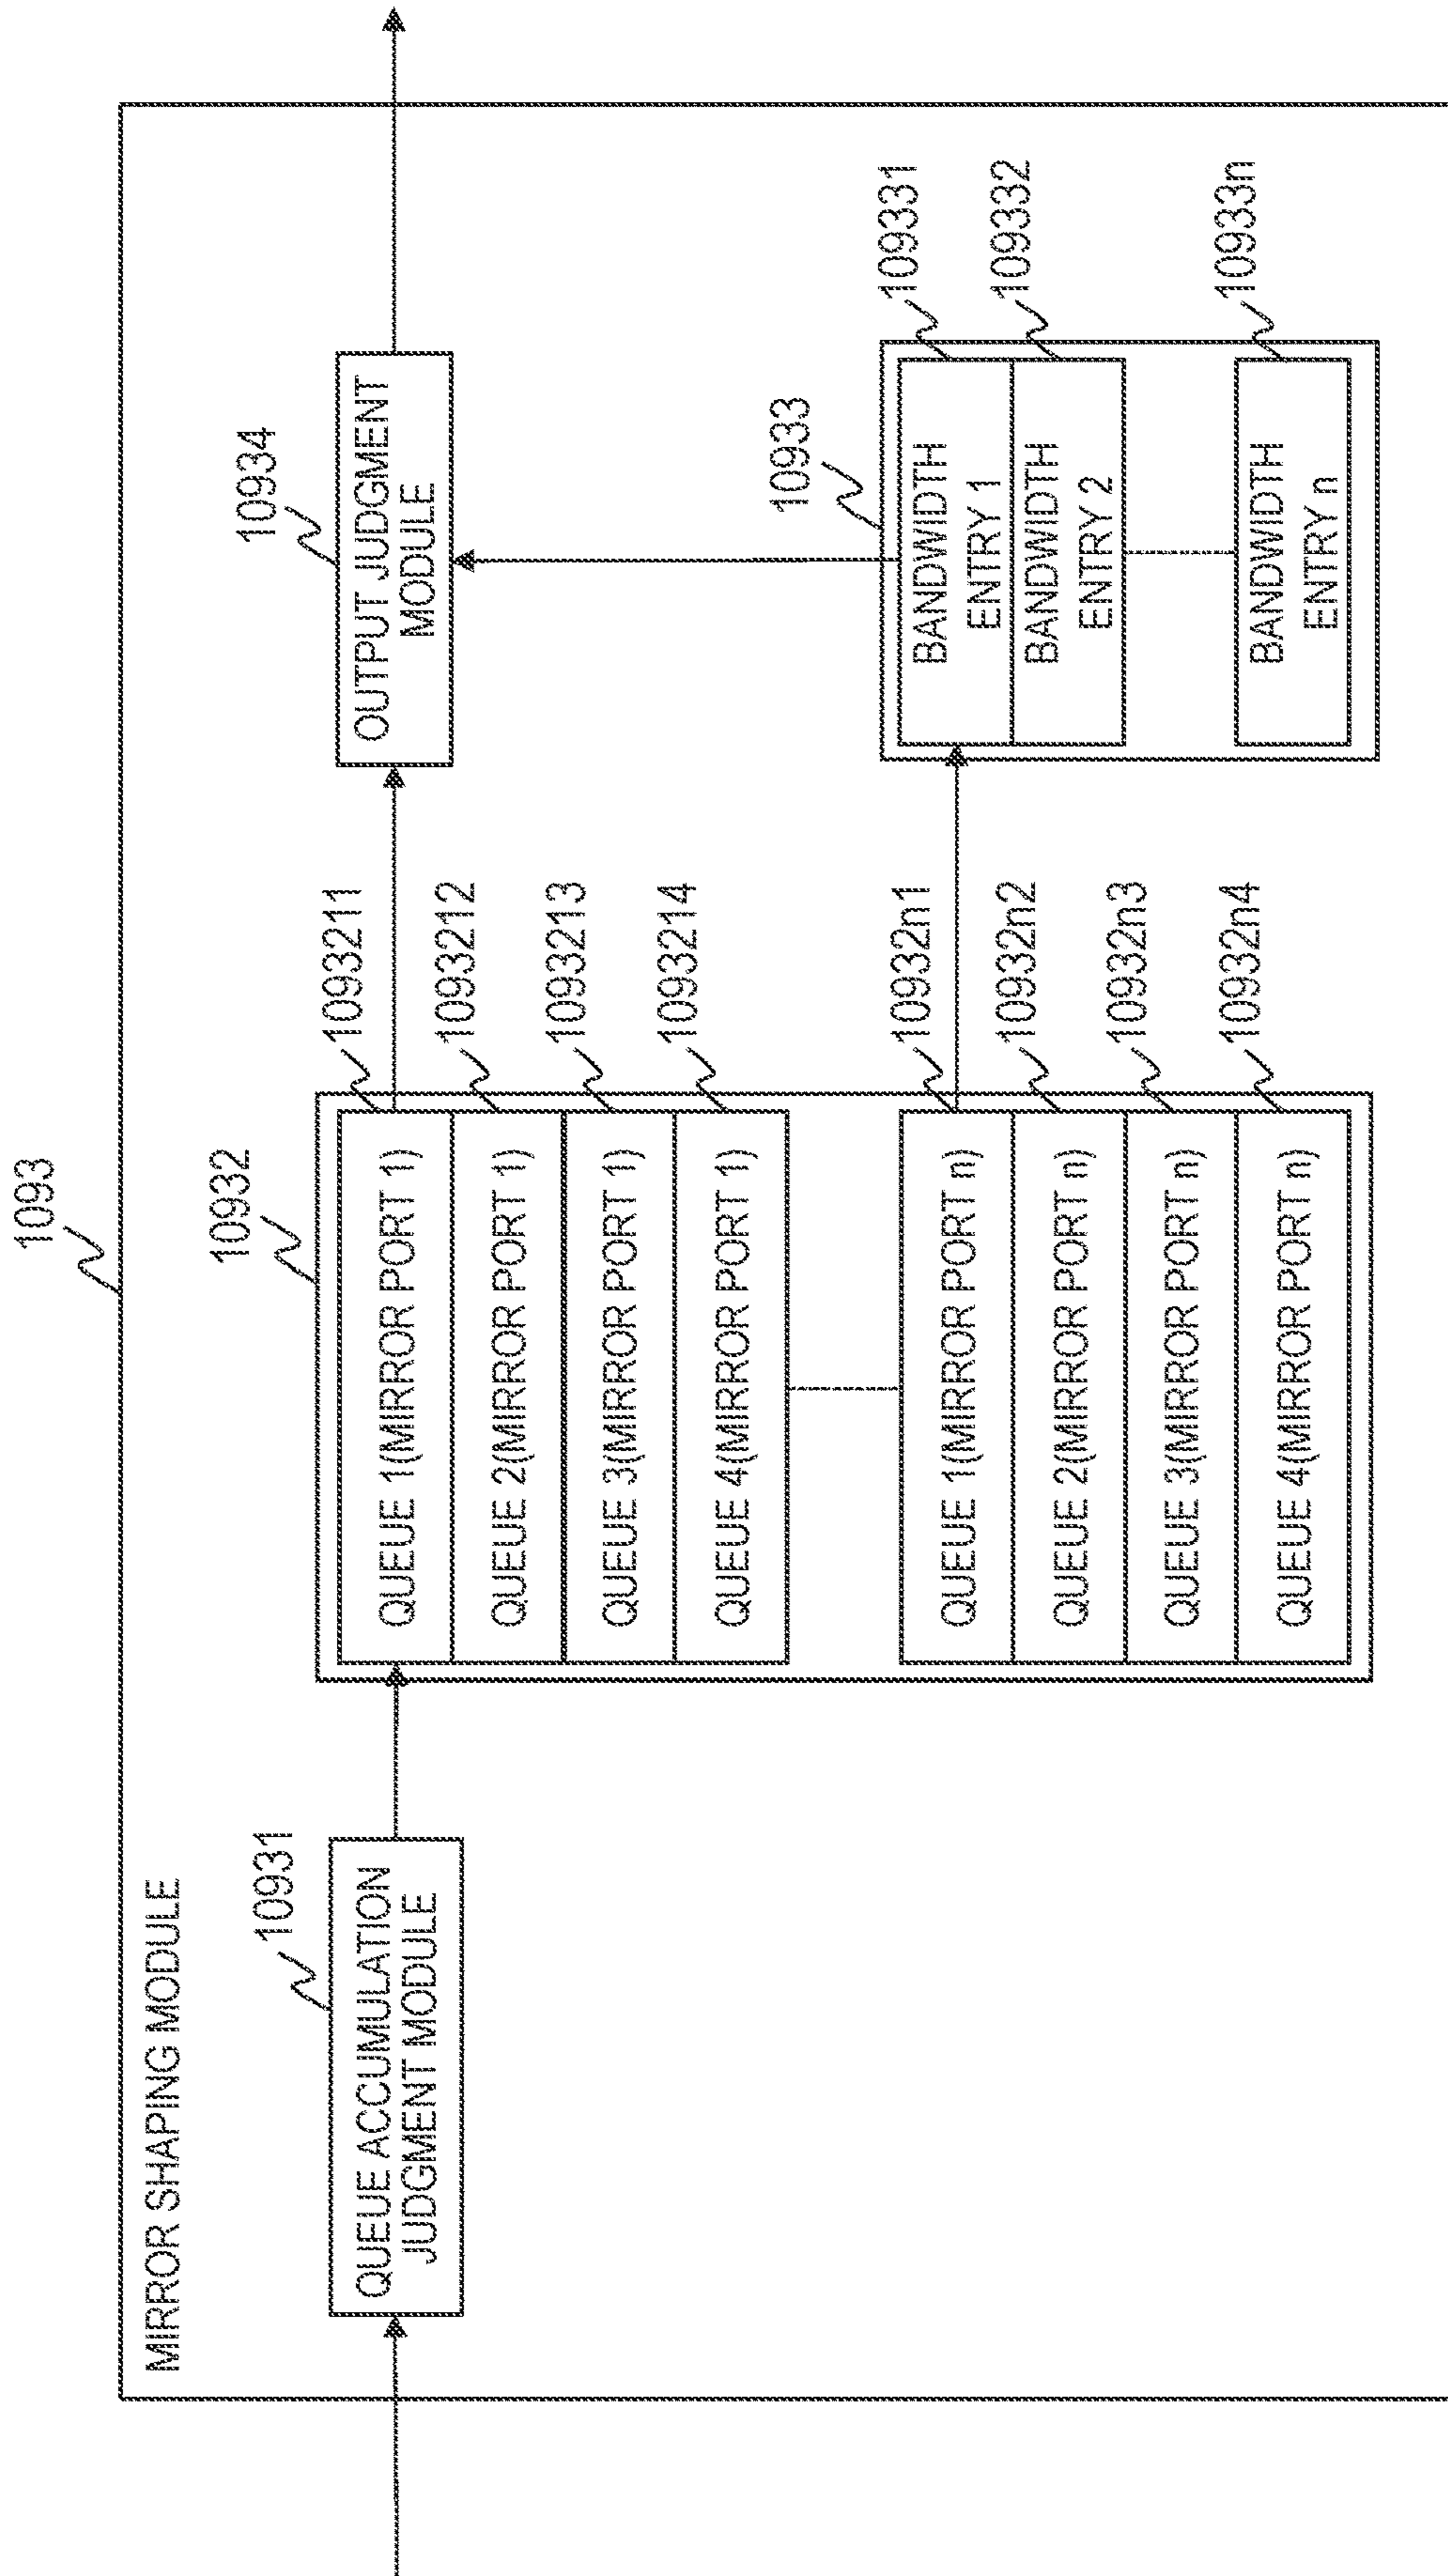 1093
MIRROR SHAPING MODULE
10931
QUEUE ACCUMULATION
JUDGMENT MODULE
10932
QUEUE 1(MIRROR PORT 1)
1093211
QUEUE 2(MIRROR PORT 1)
1093212
QUEUE 3(MIRROR PORT 1)
1093213
QUEUE 4(MIRROR PORT 1)
1093214
QUEUE 1(MIRROR PORT n)
10932n1
QUEUE 2(MIRROR PORT n)
10932n2
QUEUE 3(MIRROR PORT n)
10932n3
QUEUE 4(MIRROR PORT n)
10932n4
10934
OUTPUT JUDGMENT
MODULE
10933
BANDWIDTH
ENTRY 1
109331
BANDWIDTH
ENTRY 2
109332
BANDWIDTH
ENTRY n
10933n